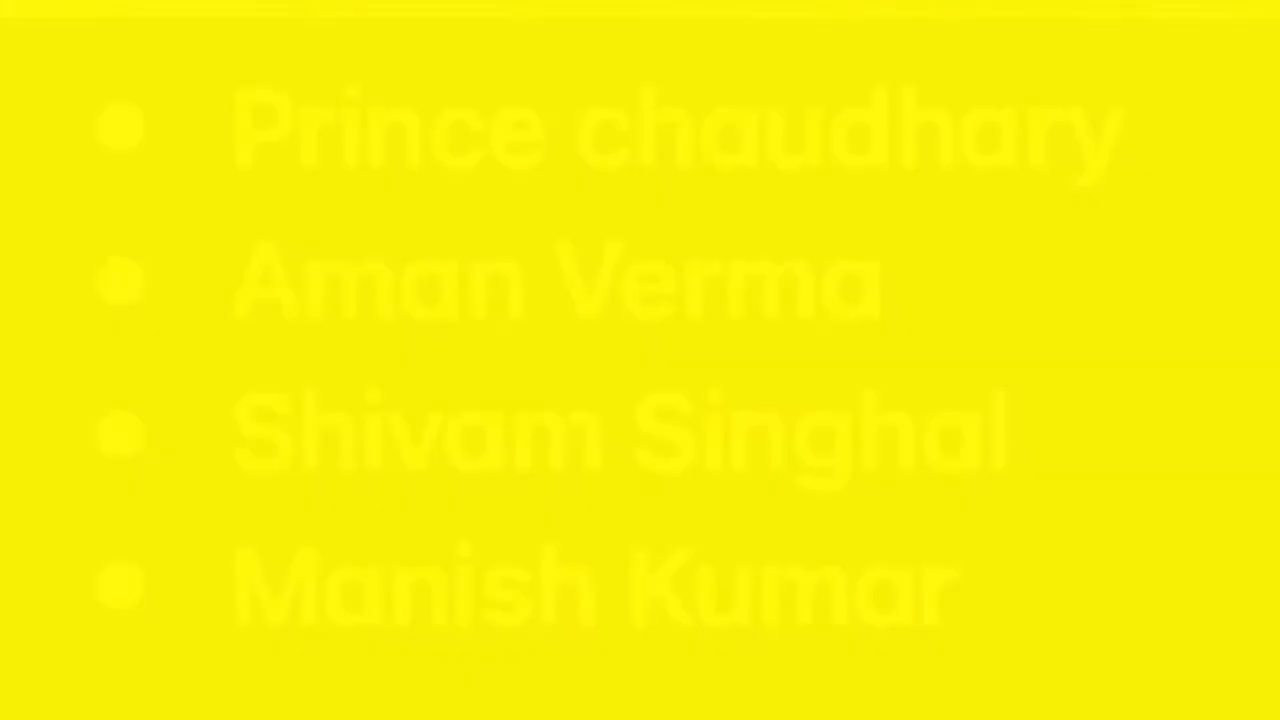 • Prince chaudhary
• Aman Verma
• Shivam Singhal
• Manish Kumar